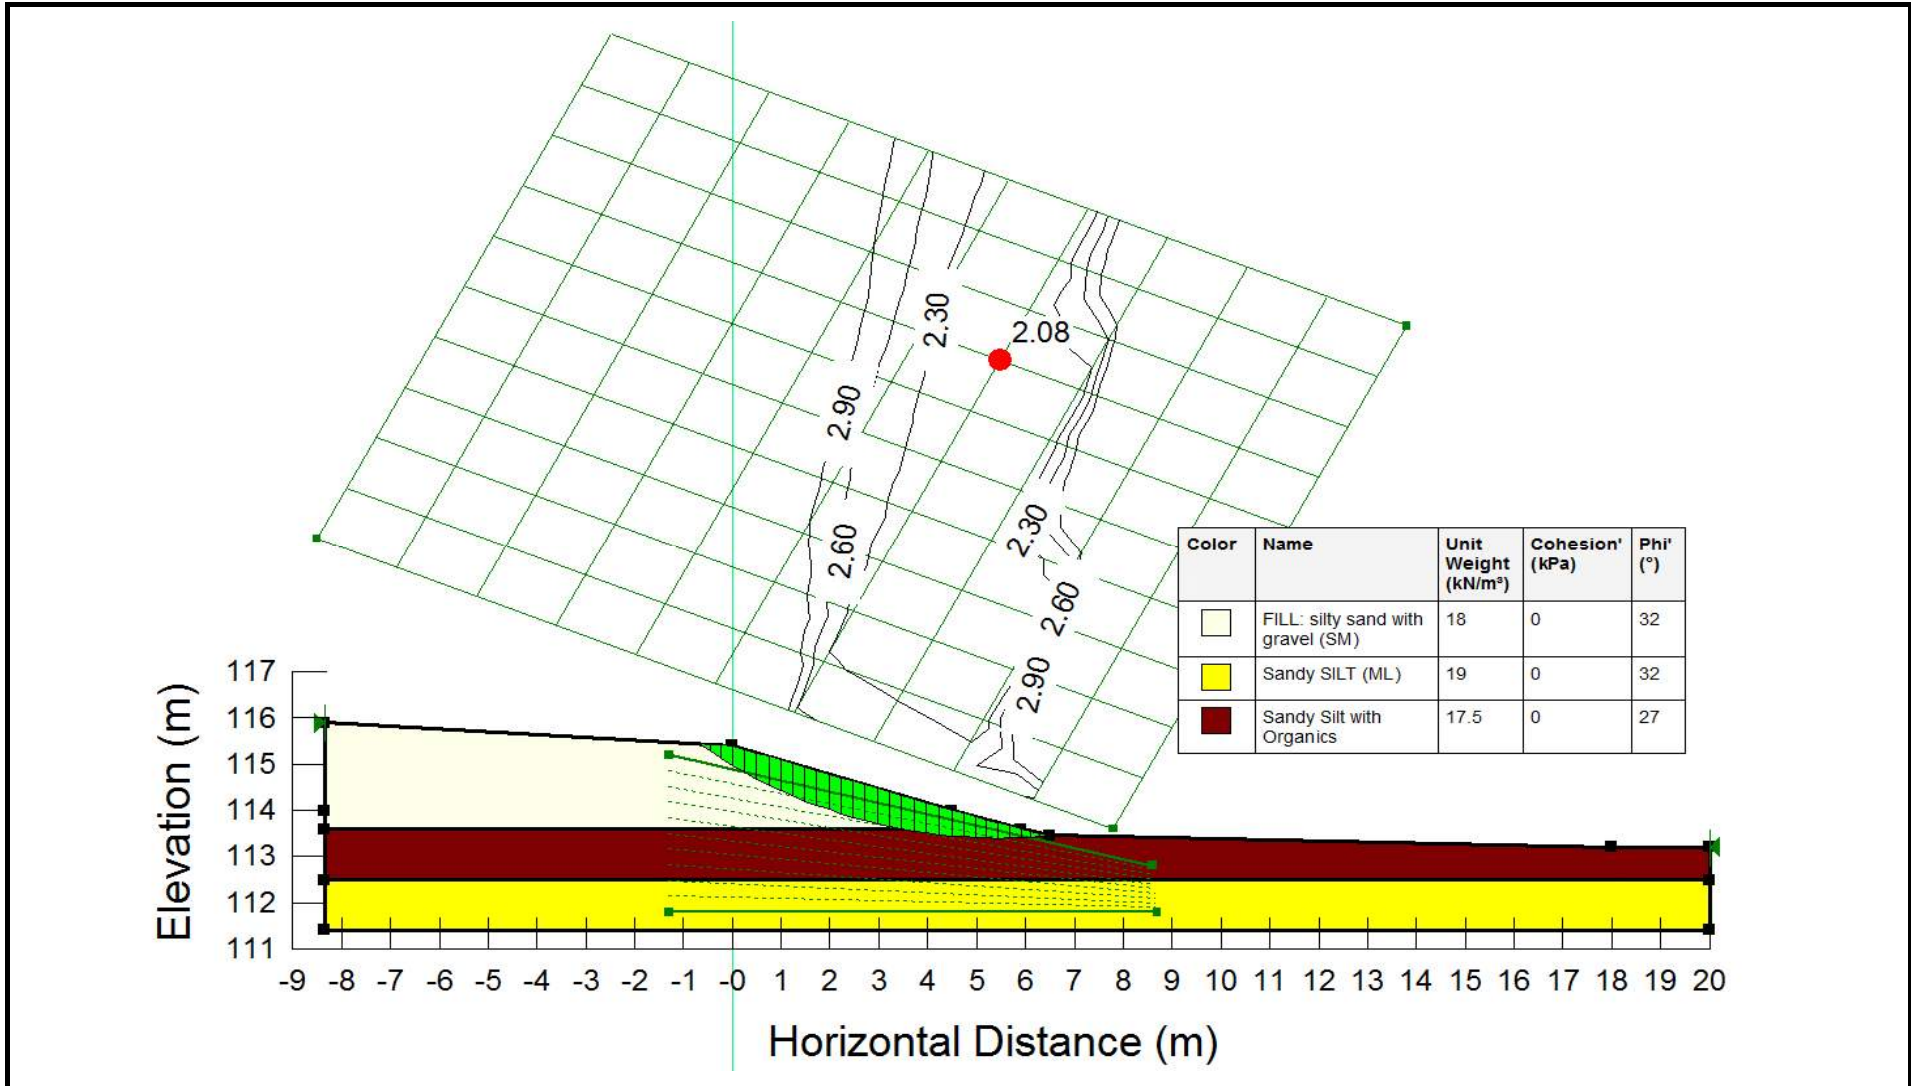 2.30
2.08
2.90
2.30
2.60
2.60
2.90
Color Name Unit Weight (kN/m³) Cohesion' (kPa) Phi' (°)
FILL: silty sand with gravel (SM) 18 0 32
Sandy SILT (ML) 19 0 32
Sandy Silt with Organics 17.5 0 27
Elevation (m)
117
116
115
114
113
112
111
-9 -8 -7 -6 -5 -4 -3 -2 -1 -0 1 2 3 4 5 6 7 8 9 10 11 12 13 14 15 16 17 18 19 20
Horizontal Distance (m)